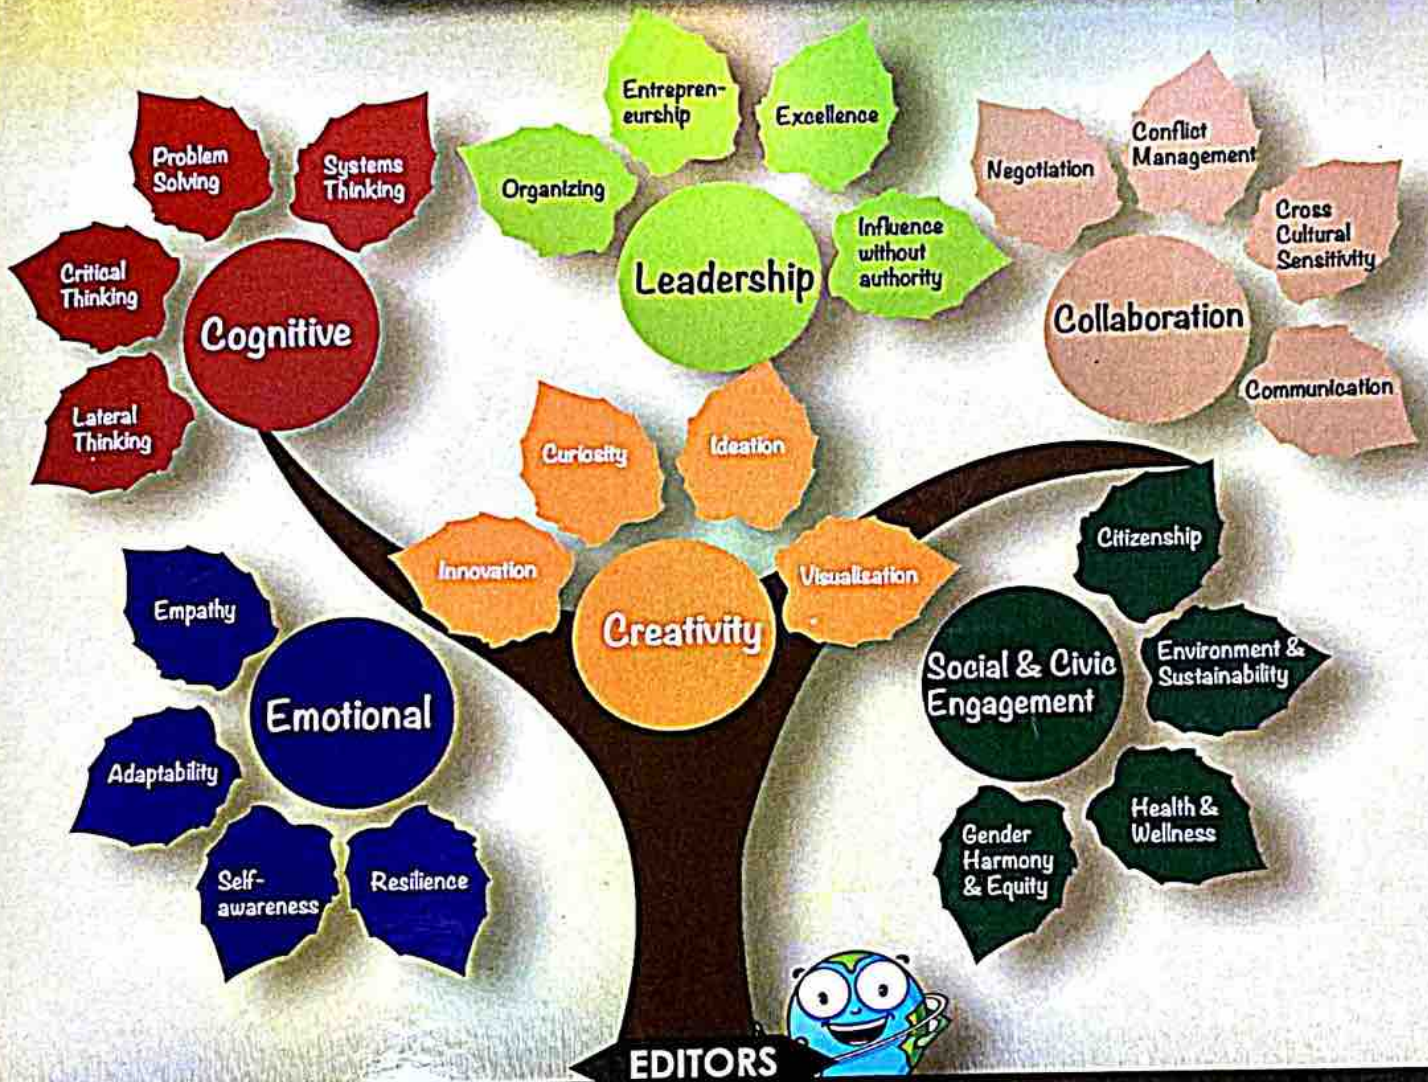 Problem
Solving
Systems
Thinking
Critical
Thinking
Lateral
Thinking
Cognitive
Organizing
Entrepren-
eurship
Excellence
Influence
without
authority
Leadership
Negotiation
Conflict
Management
Cross
Cultural
Sensitivity
Communication
Collaboration
Innovation
Curiosity
Ideation
Visualisation
Creativity
Empathy
Adaptability
Self-
awareness
Resilience
Emotional
Citizenship
Environment &
Sustainability
Health &
Wellness
Gender
Harmony
& Equity
Social & Civic
Engagement
EDITORS